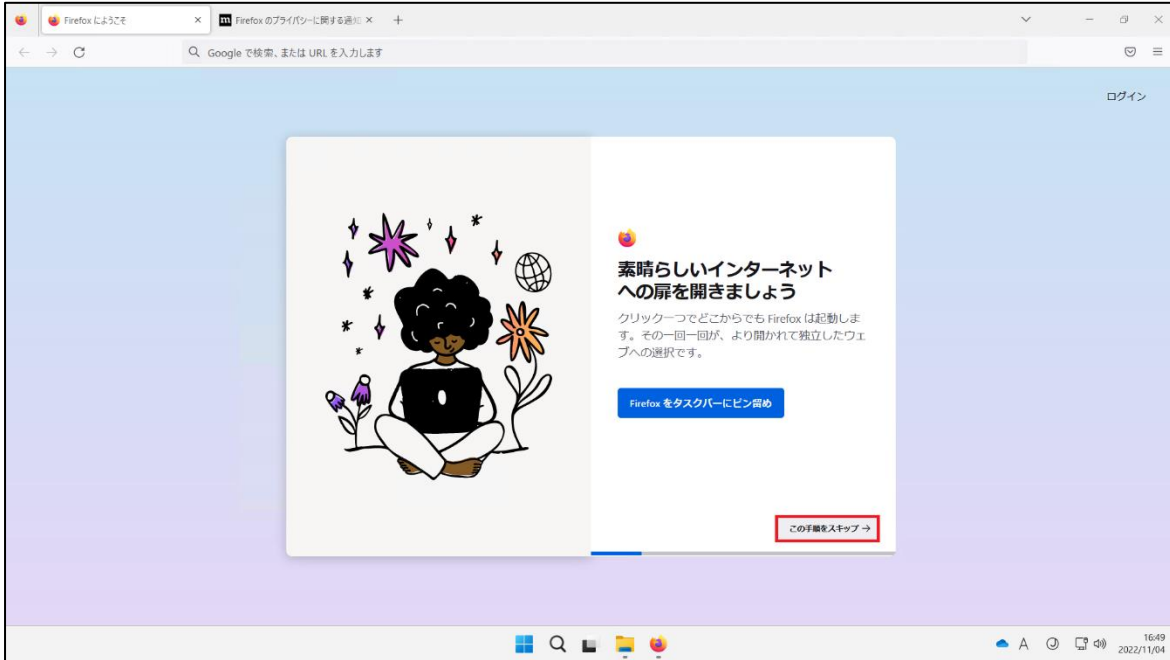 Firefox にようこそ
Firefox のプライバシーに関する通知
Google で検索、または URL を入力します
ログイン
素晴らしいインターネット
への扉を開きましょう
クリック一つでどこからでも Firefox は起動しま
す。その一回一回が、より開かれて独立したウェ
ブへの選択です。
Firefox をタスクバーにピン留め
この手順をスキップ →
A
16:49
2022/11/04